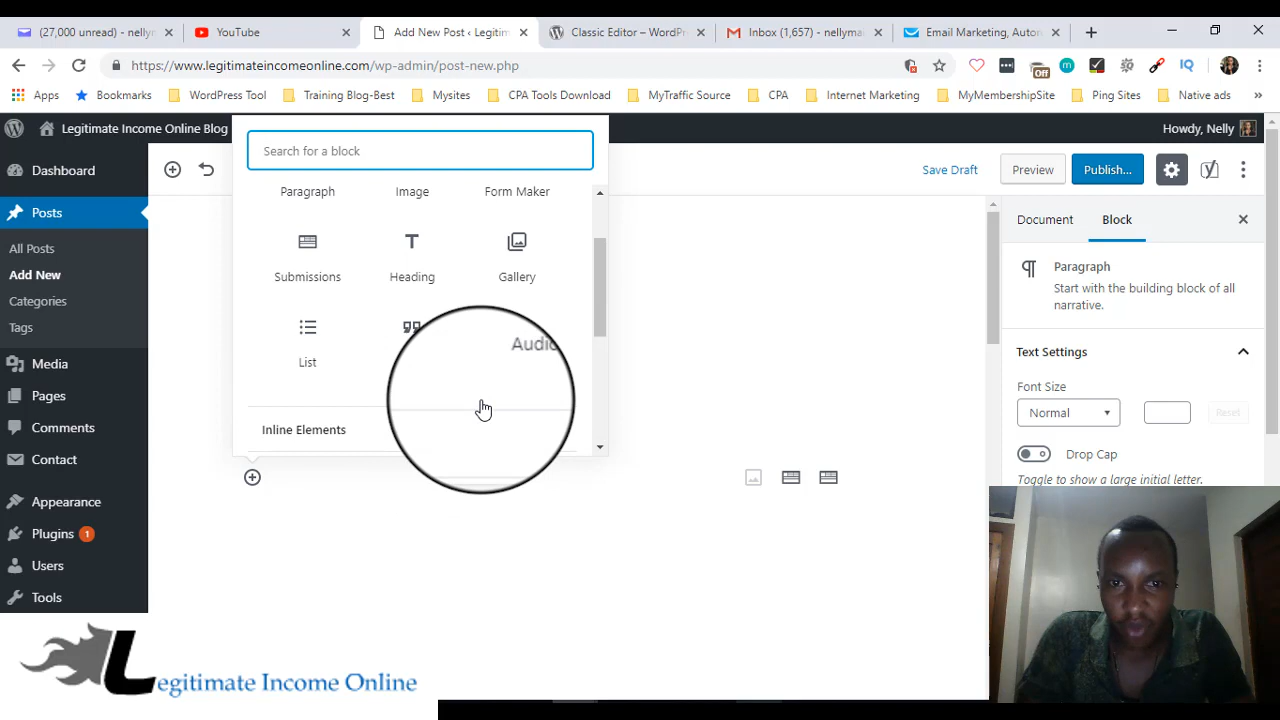 (27,000 unread) - nellyr
YouTube
Add New Post ‹ Legitim
Classic Editor – WordPr
Inbox (1,657) - nellyma
Email Marketing, Auton
https://www.legitimateincomeonline.com/wp-admin/post-new.php
Off
IQ
Apps
Bookmarks
WordPress Tool
Training Blog-Best
Mysites
CPA Tools Download
MyTraffic Source
CPA
Internet Marketing
MyMembershipSite
Ping Sites
Native ads
»
Legitimate Income Online Blog
Howdy, Nelly
Search for a block
Dashboard
Save Draft
Preview
Publish...
Posts
Paragraph
Image
Form Maker
Document
Block
All Posts
Add New
Categories
Tags
Submissions
Heading
Gallery
Paragraph
Start with the building block of all
narrative.
List
Audio
Text Settings
Media
Pages
Comments
Contact
Font Size
Normal
Reset
Inline Elements
Drop Cap
Toggle to show a large initial letter.
Appearance
Plugins 1
Users
Tools
Legitimate Income Online